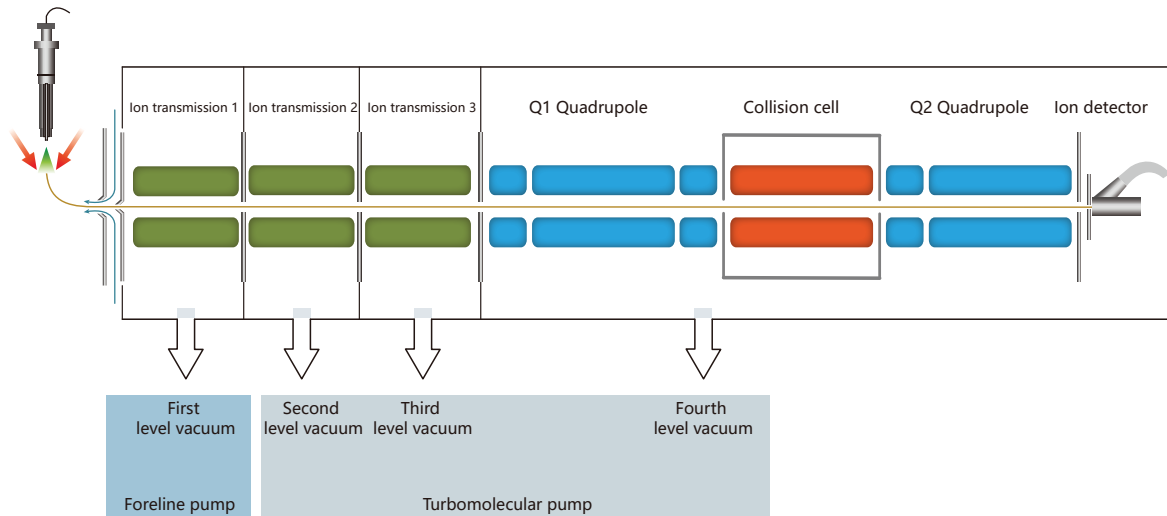 Ion transmission 1
Ion transmission 2
Ion transmission 3
Q1 Quadrupole
Collision cell
Q2 Quadrupole
Ion detector
First
level vacuum
Second
level vacuum
Third
level vacuum
Fourth
level vacuum
Foreline pump
Turbomolecular pump